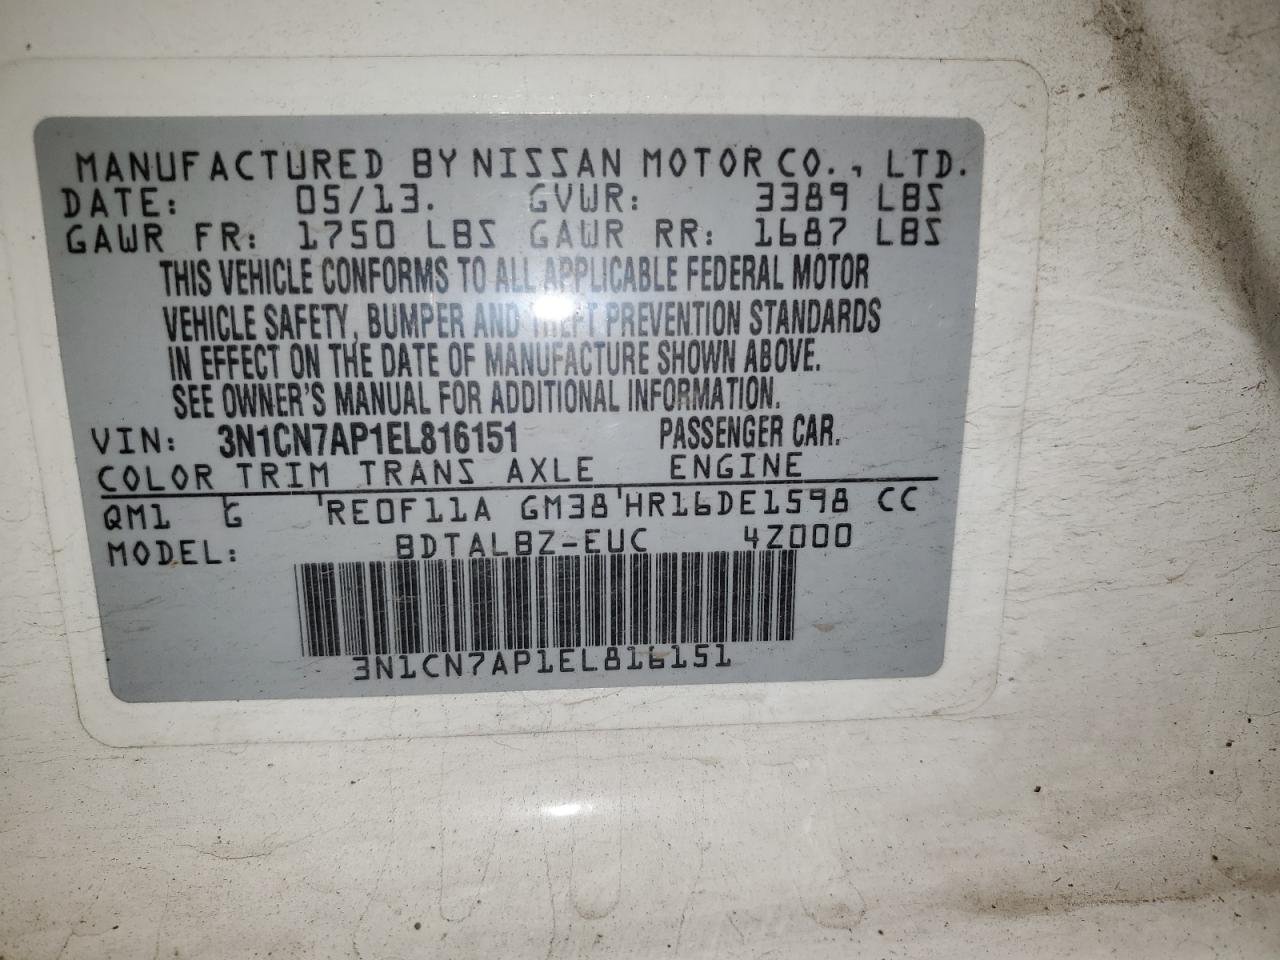 MANUFACTURED BY NISSAN MOTOR CO., LTD.
DATE: 05/13. GVWR: 3389 LBS
GAWR FR: 1750 LBS GAWR RR: 1687 LBS
THIS VEHICLE CONFORMS TO ALL APPLICABLE FEDERAL MOTOR
VEHICLE SAFETY, BUMPER AND THEFT PREVENTION STANDARDS
IN EFFECT ON THE DATE OF MANUFACTURE SHOWN ABOVE.
SEE OWNER'S MANUAL FOR ADDITIONAL INFORMATION.
VIN: 3N1CN7AP1EL816151 PASSENGER CAR.
COLOR TRIM TRANS AXLE ENGINE
QM1 G 'RE0F11A GM38'HR16DE1598 CC
MODEL: BDTALBZ-EUC 4Z000
3N1CN7AP1EL816151